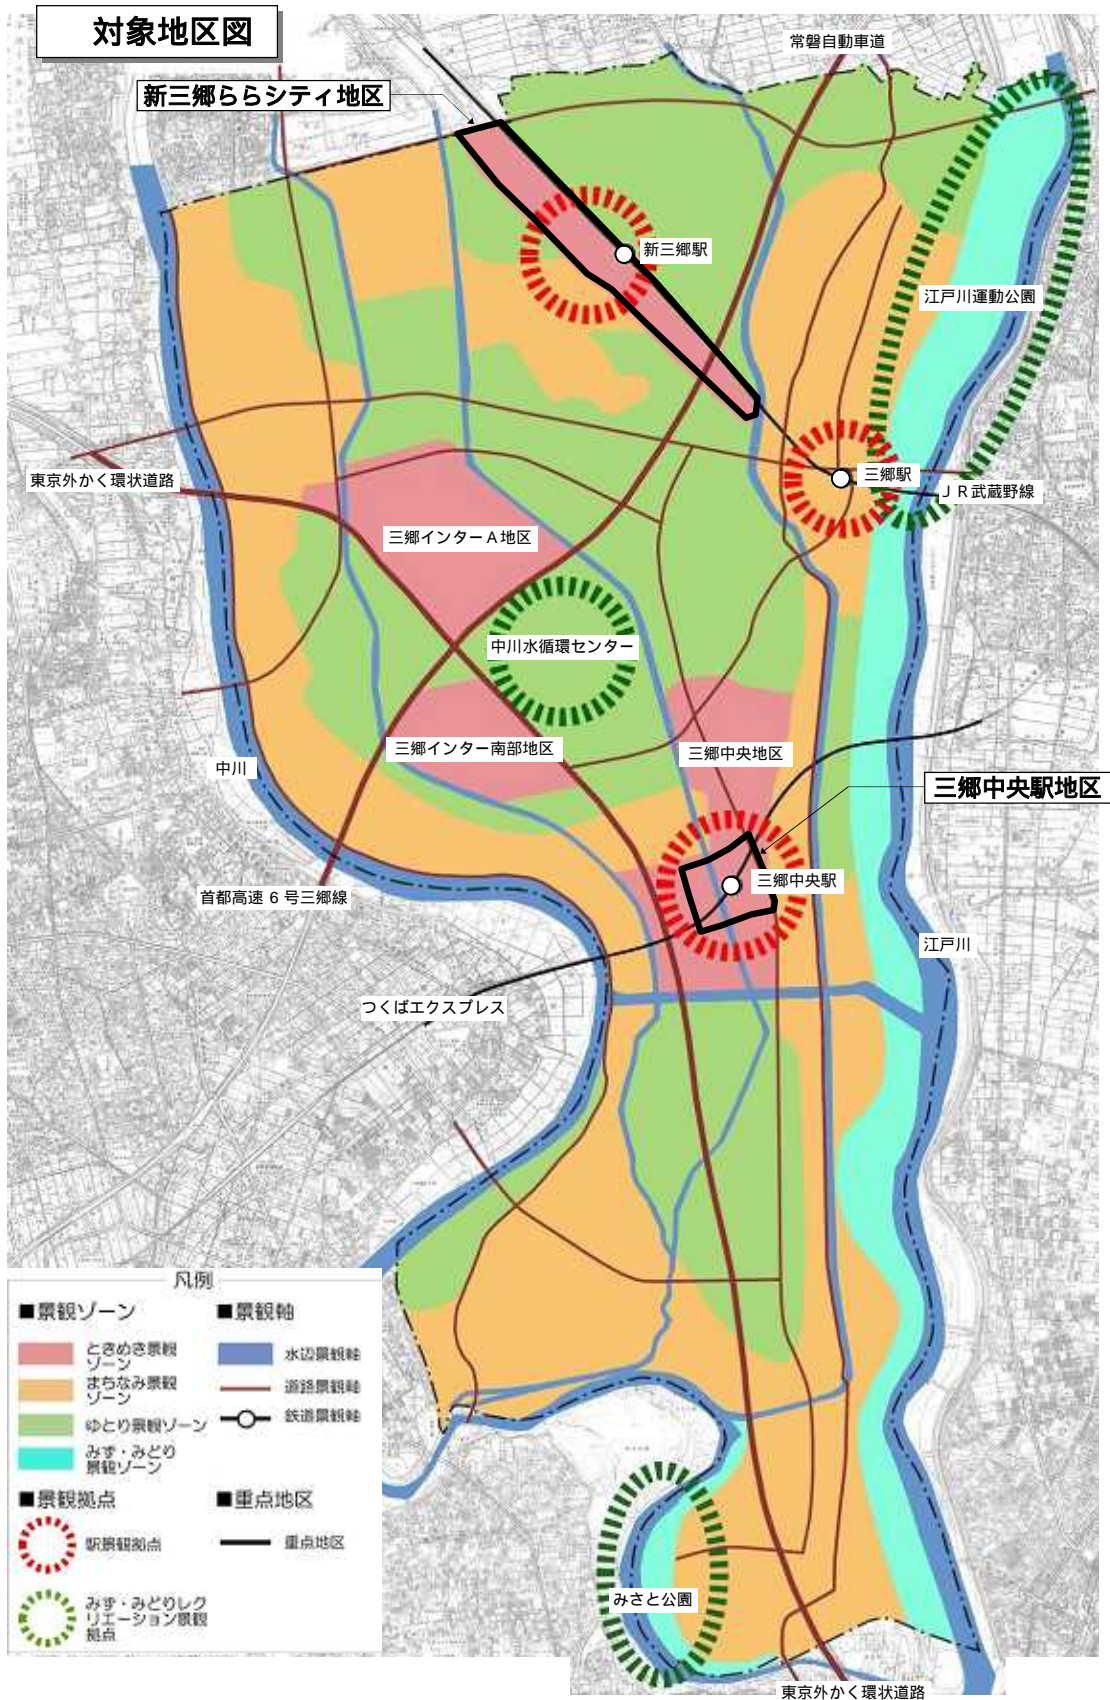 対象地区図
常磐自動車道
新三郷ららシティ地区
新三郷駅
江戸川運動公園
三郷駅
東京外かく環状道路
JR武蔵野線
三郷インターA地区
中川水循環センター
三郷インター南部地区
三郷中央地区
中川
三郷中央駅地区
三郷中央駅
首都高速6号三郷線
江戸川
つくばエクスプレス
凡例
■景観ゾーン
ときめき景観
ゾーン
まちなみ景観
ゾーン
ゆとり景観ゾーン
みず・みどり
景観ゾーン
■景観軸
水辺景観軸
道路景観軸
鉄道景観軸
■景観拠点
駅景観拠点
みず・みどりレク
リエーション景観
拠点
■重点地区
重点地区
みさと公園
東京外かく環状道路